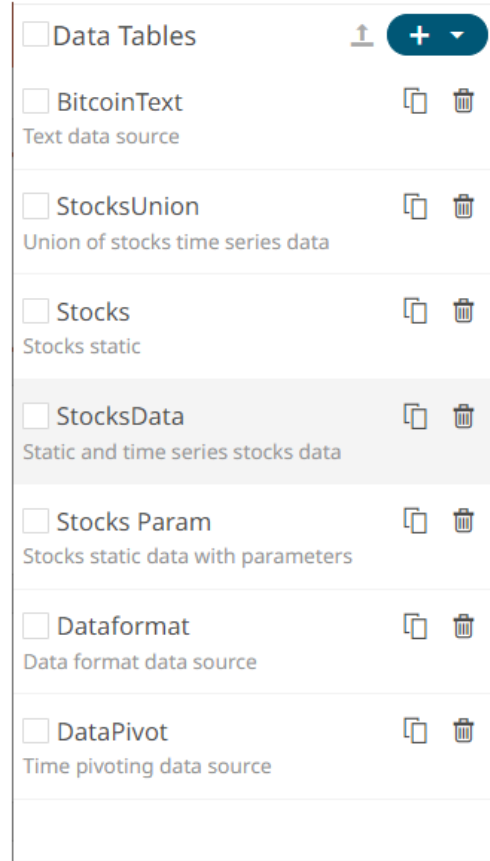 Data Tables
BitcoinText
Text data source
StocksUnion
Union of stocks time series data
Stocks
Stocks static
StocksData
Static and time series stocks data
Stocks Param
Stocks static data with parameters
Dataformat
Data format data source
DataPivot
Time pivoting data source